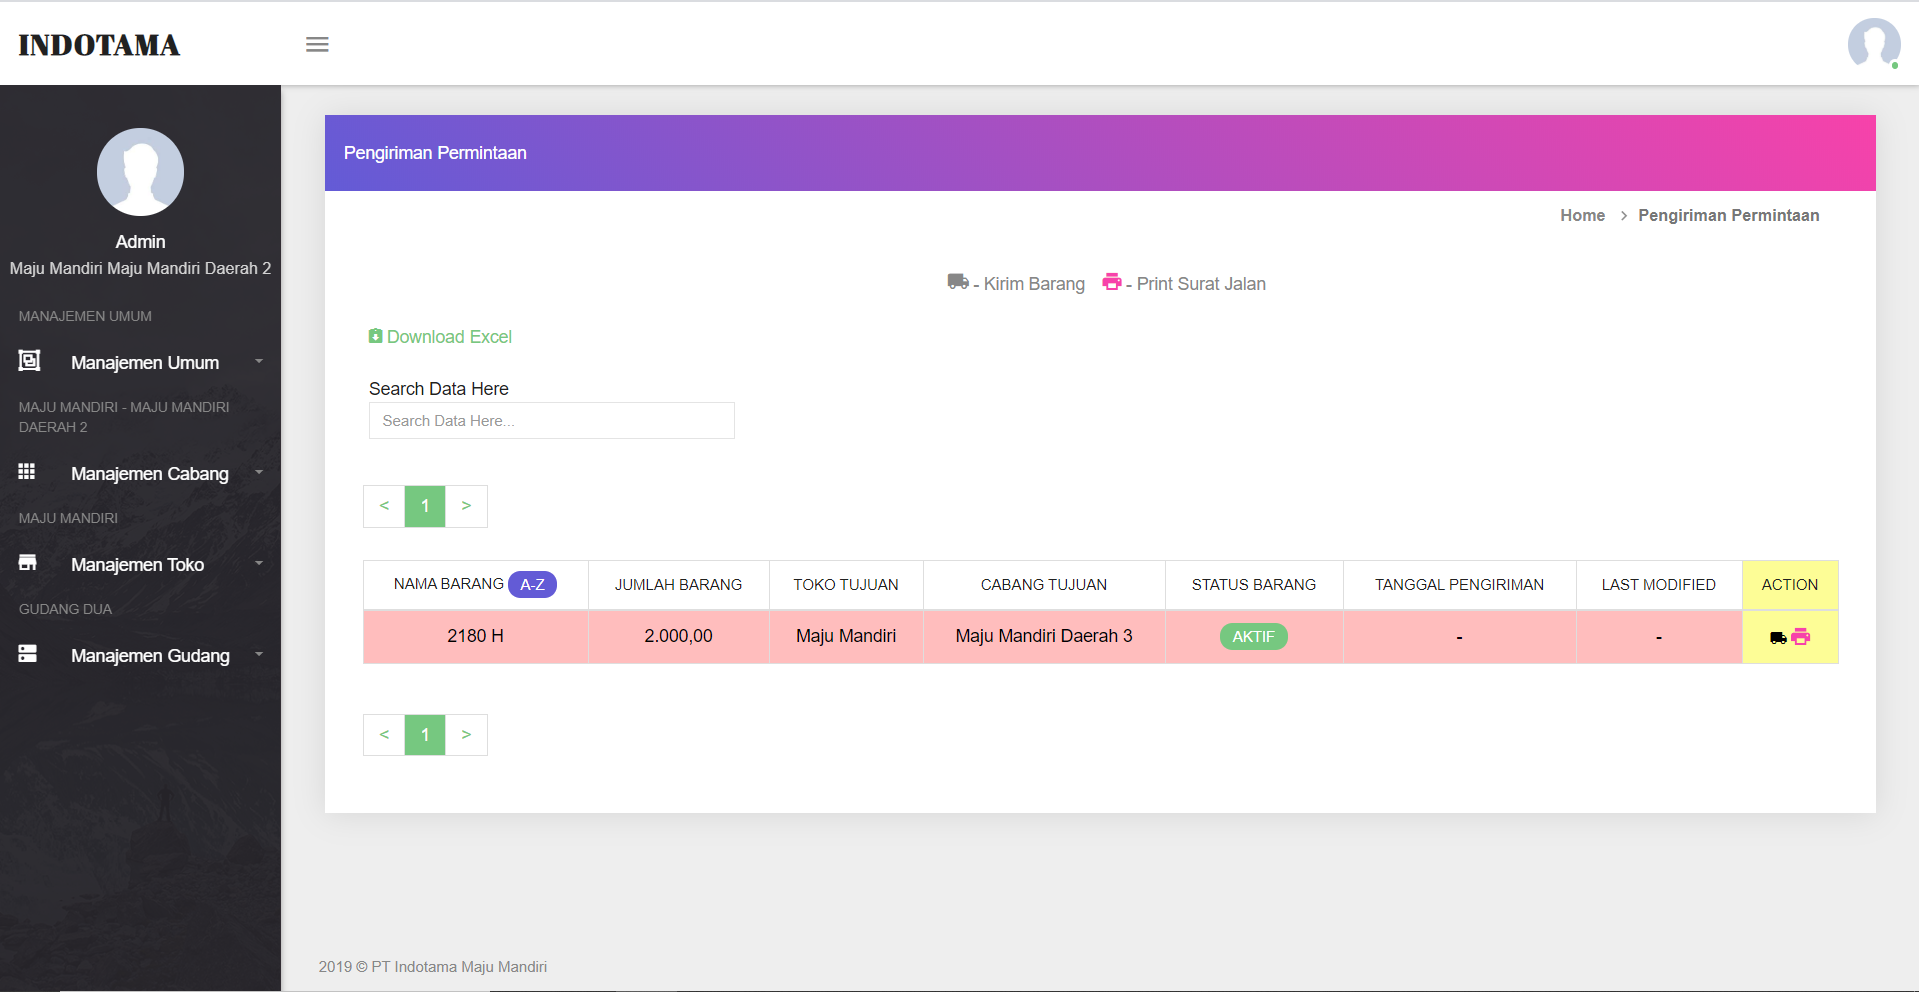 INDOTAMA
Admin
Maju Mandiri Maju Mandiri Daerah 2
MANAJEMEN UMUM
Manajemen Umum
MAJU MANDIRI - MAJU MANDIRI
DAERAH 2
Manajemen Cabang
MAJU MANDIRI
Manajemen Toko
GUDANG DUA
Manajemen Gudang
Pengiriman Permintaan
Home > Pengiriman Permintaan
- Kirim Barang - Print Surat Jalan
Download Excel
Search Data Here
Search Data Here...
< 1 >
NAMA BARANG A-Z JUMLAH BARANG TOKO TUJUAN CABANG TUJUAN STATUS BARANG TANGGAL PENGIRIMAN LAST MODIFIED ACTION
2180 H 2.000,00 Maju Mandiri Maju Mandiri Daerah 3 AKTIF - -
< 1 >
2019 © PT Indotama Maju Mandiri